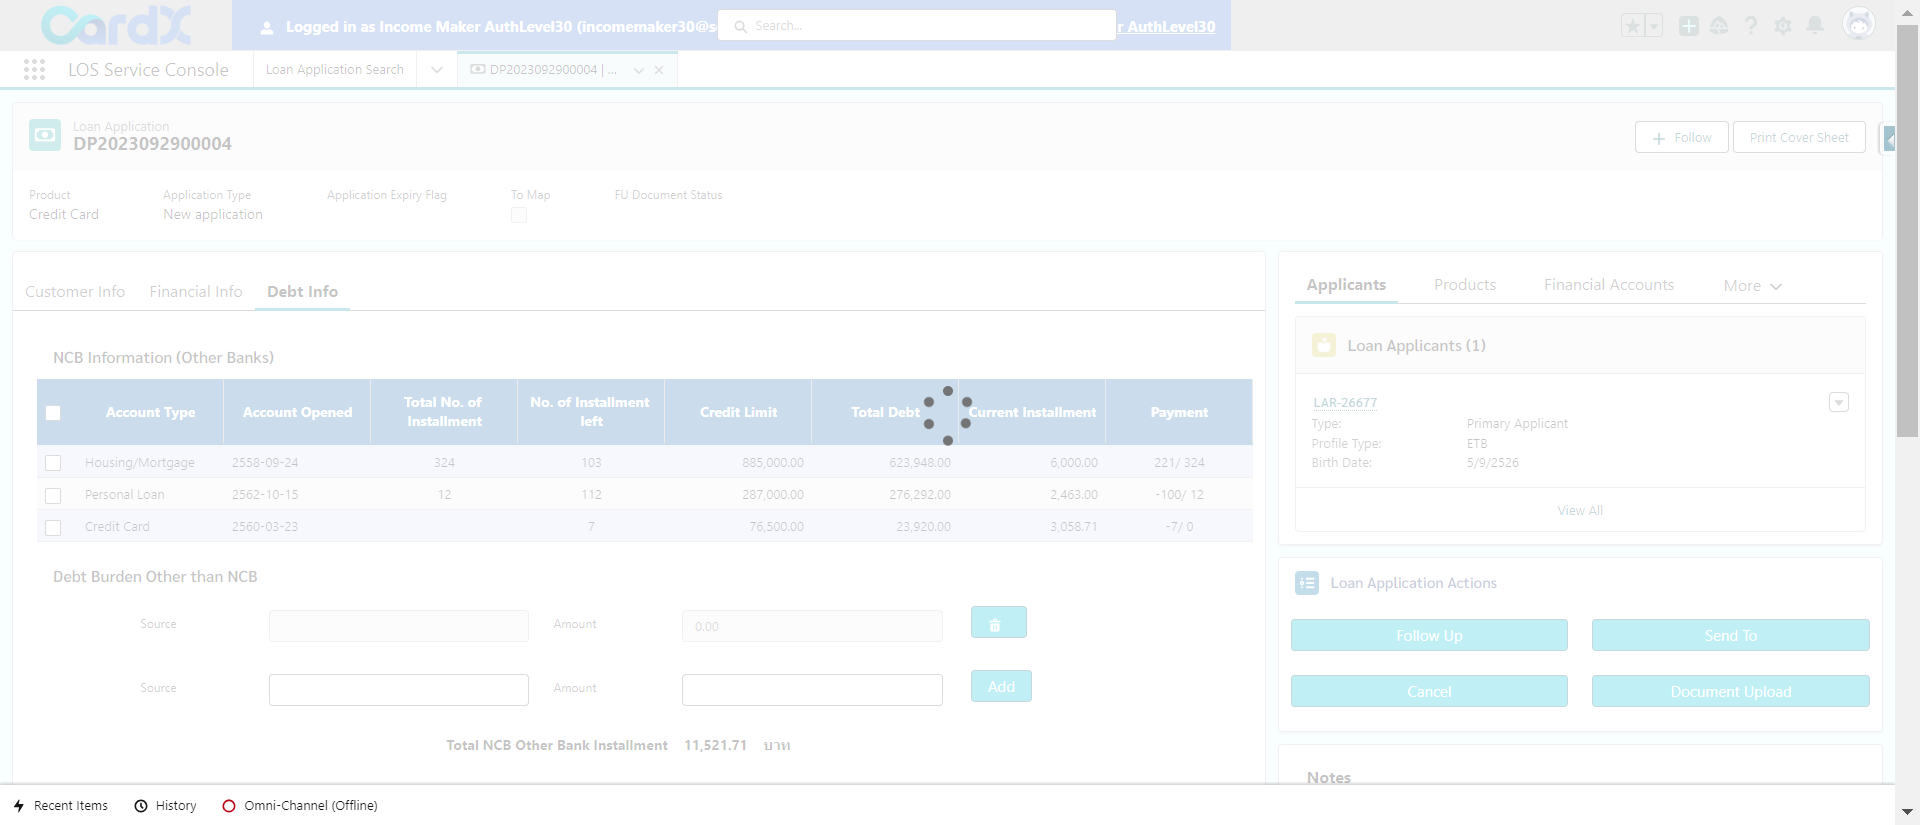 CardX
Logged in as Income Maker AuthLevel30 (incomemaker30@s
Search...
r AuthLevel30
LOS Service Console
Loan Application Search
DP2023092900004 | ...
Loan Application
DP2023092900004
Follow
Print Cover Sheet
Product
Application Type
Application Expiry Flag
To Map
FU Document Status
Credit Card
New application
Customer Info
Financial Info
Debt Info
NCB Information (Other Banks)
Account Type
Account Opened
Total No. of
Installment
No. of Installment
left
Credit Limit
Total Debt
Current Installment
Payment
Housing/Mortgage 2558-09-24 324 103 885,000.00 623,948.00 6,000.00 221/ 324
Personal Loan 2562-10-15 12 112 287,000.00 276,292.00 2,463.00 -100/ 12
Credit Card 2560-03-23 7 76,500.00 23,920.00 3,058.71 -7/ 0
Debt Burden Other than NCB
Source
Amount
0.00
Source
Amount
Add
Total NCB Other Bank Installment 11,521.71 บาท
Applicants
Products
Financial Accounts
More
Loan Applicants (1)
LAR-26677
Type: Primary Applicant
Profile Type: ETB
Birth Date: 5/9/2526
View All
Loan Application Actions
Follow Up
Send To
Cancel
Document Upload
Notes
Recent Items
History
Omni-Channel (Offline)